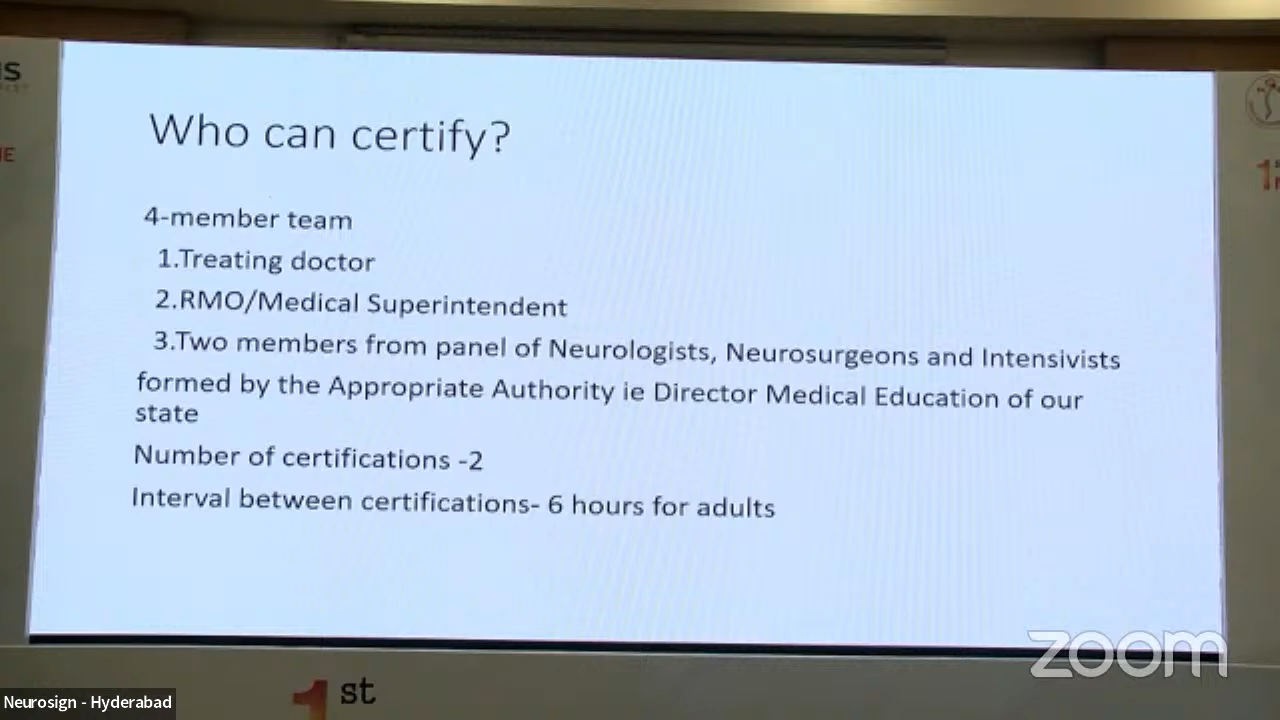 Who can certify?
4-member team
1.Treating doctor
2.RMO/Medical Superintendent
3.Two members from panel of Neurologists, Neurosurgeons and Intensivists
formed by the Appropriate Authority ie Director Medical Education of our
state
Number of certifications -2
Interval between certifications- 6 hours for adults
zoom
1st
Neurosign - Hyderabad